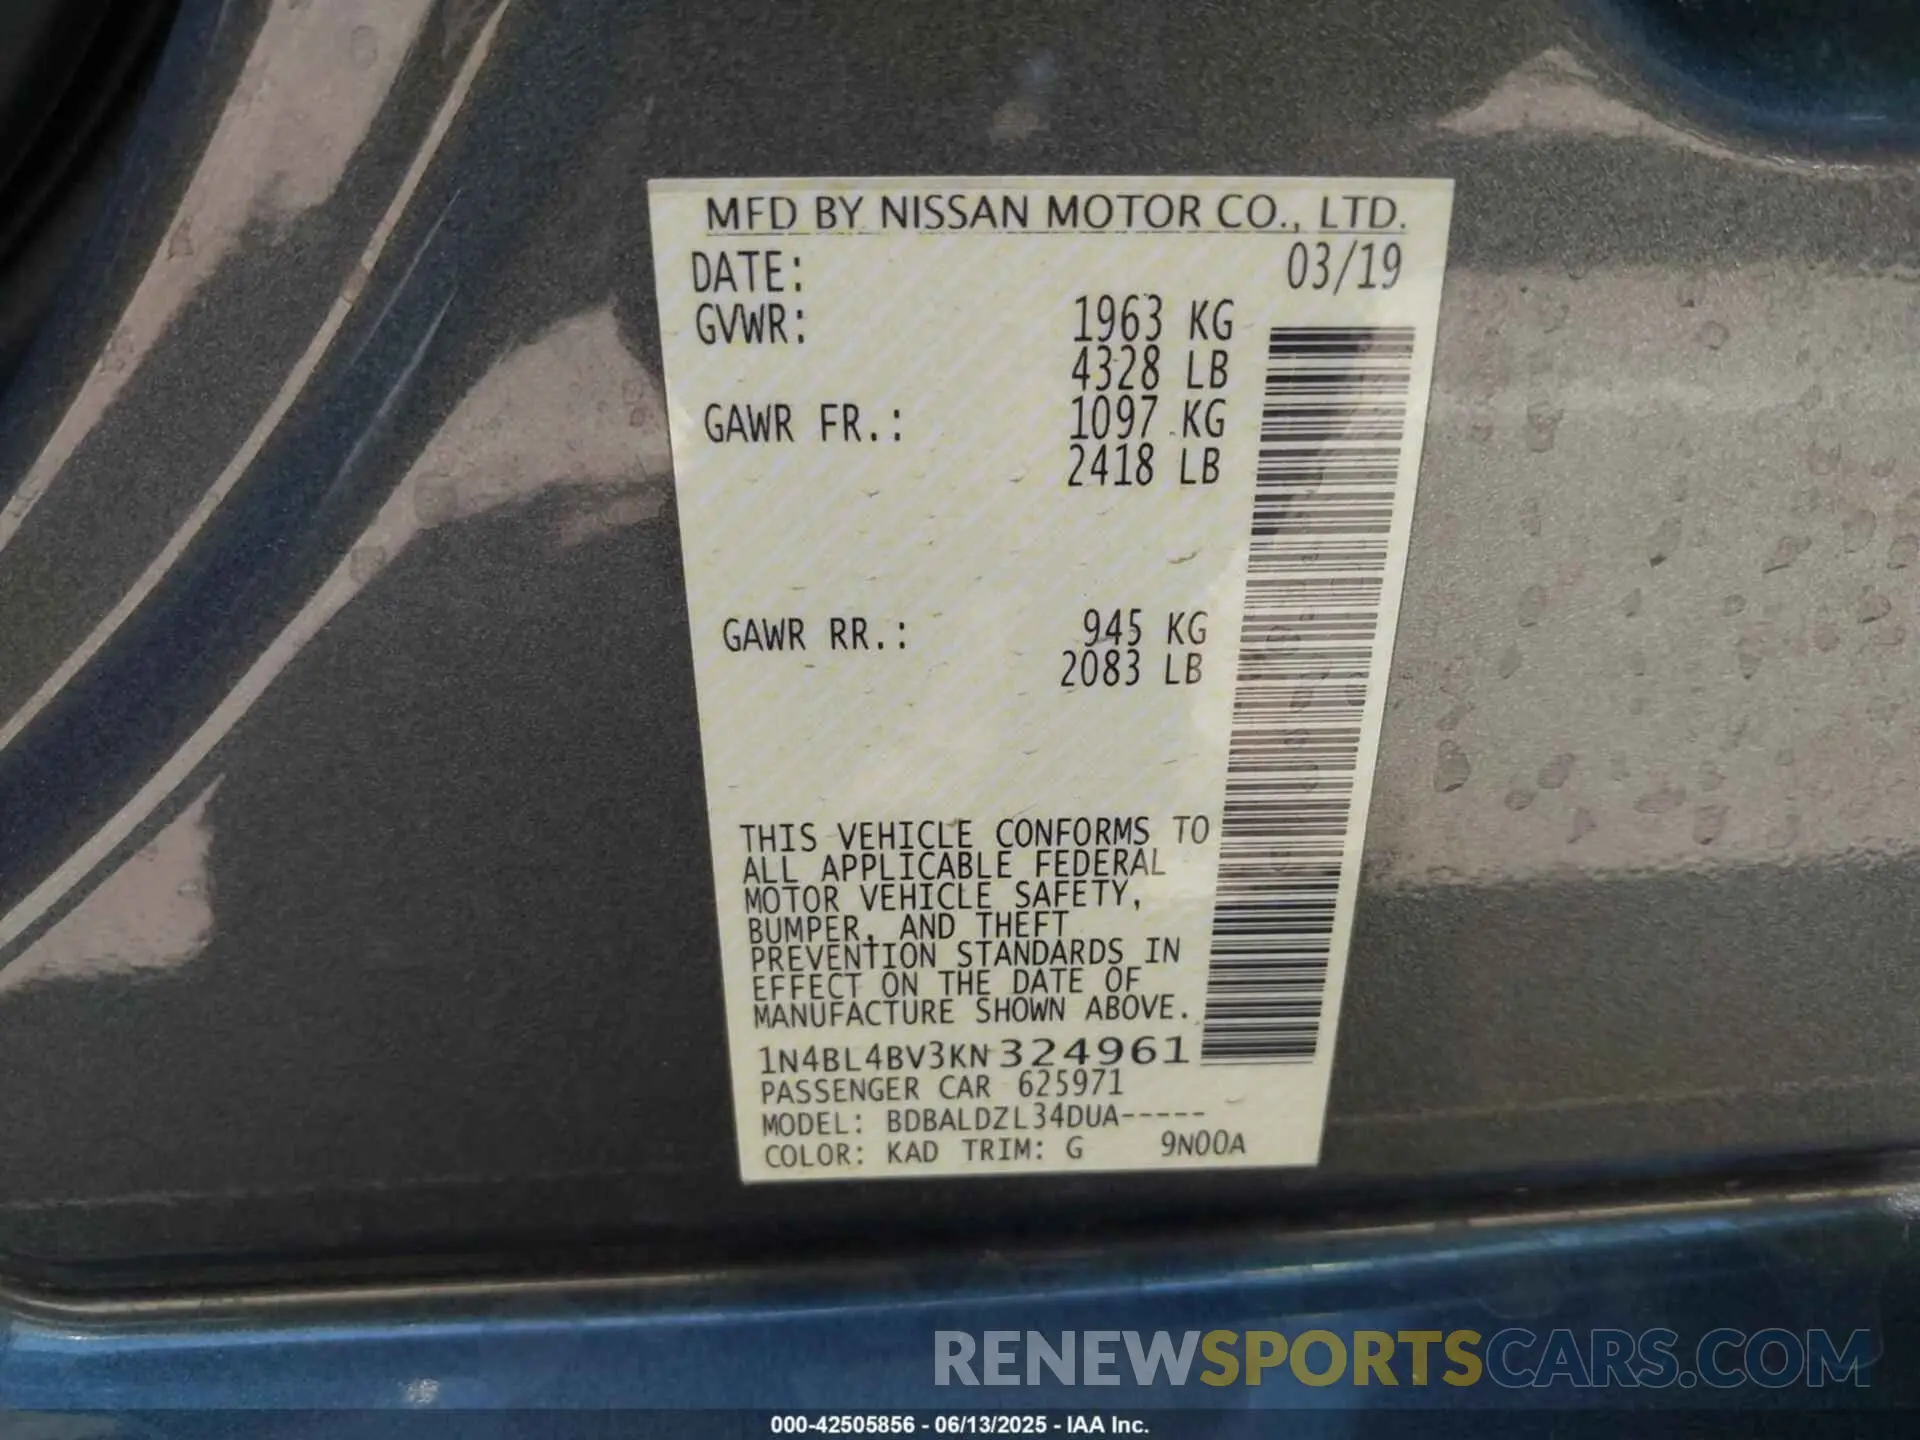 MFD BY NISSAN MOTOR CO., LTD.
DATE: 03/19
GVWR: 1963 KG
4328 LB
GAWR FR.: 1097 KG
2418 LB
GAWR RR.: 945 KG
2083 LB
THIS VEHICLE CONFORMS TO
ALL APPLICABLE FEDERAL
MOTOR VEHICLE SAFETY,
BUMPER, AND THEFT
PREVENTION STANDARDS IN
EFFECT ON THE DATE OF
MANUFACTURE SHOWN ABOVE.
1N4BL4BV3KN324961
PASSENGER CAR 625971
MODEL: BDBALDZL34DUA-----
COLOR: KAD TRIM: G 9N00A
RENEWSPORTSCARS.COM
000-42505856 - 06/13/2025 - IAA Inc.